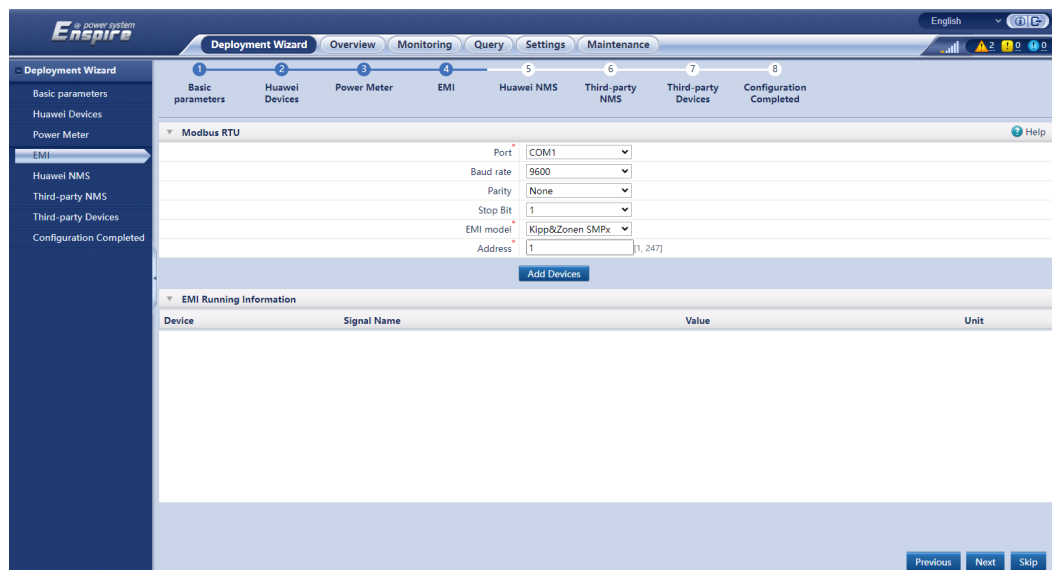 Enspire e power system
English
Deployment Wizard Overview Monitoring Query Settings Maintenance
2 0 0
Deployment Wizard
Basic parameters
Huawei Devices
Power Meter
EMI
Huawei NMS
Third-party NMS
Third-party Devices
Configuration Completed
1 2 3 4 5 6 7 8
Basic parameters
Huawei Devices
Power Meter
EMI
Huawei NMS
Third-party NMS
Third-party Devices
Configuration Completed
Modbus RTU
Help
Port * COM1
Baud rate 9600
Parity None
Stop Bit 1
EMI model * Kipp&Zonen SMPx
Address * 1 [1, 247]
Add Devices
EMI Running Information
Device Signal Name Value Unit
Previous Next Skip